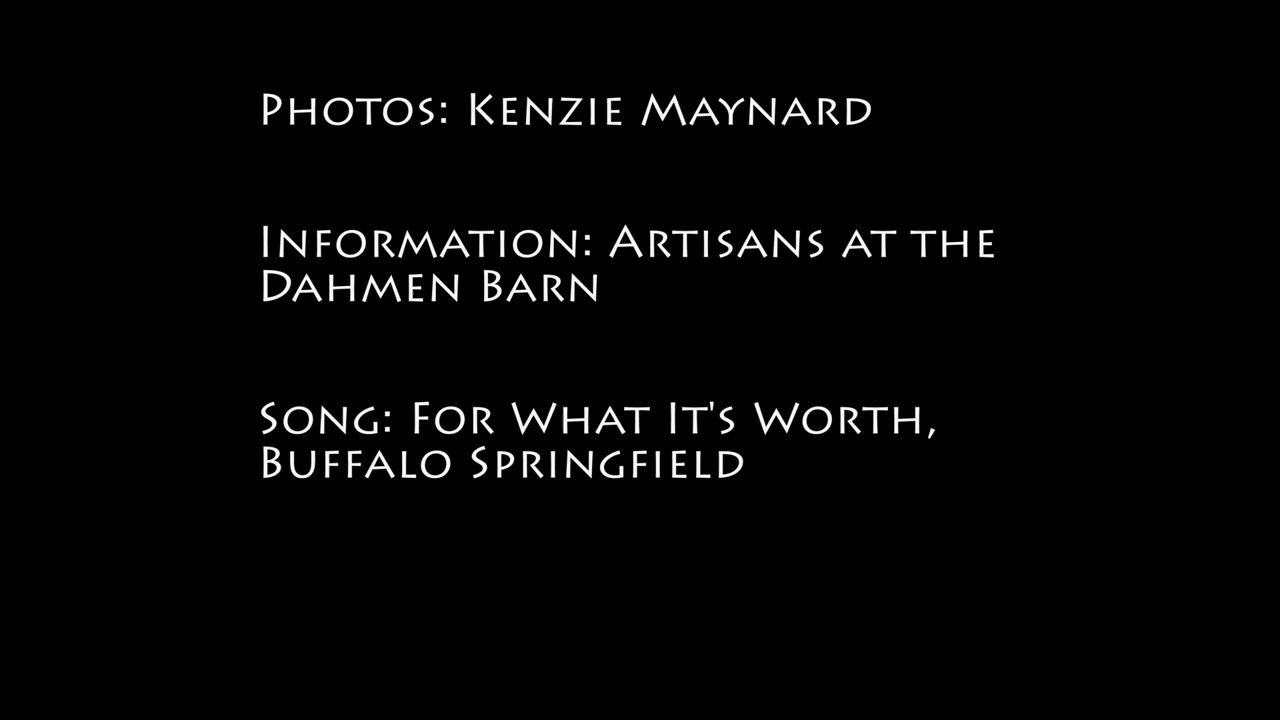 Photos: Kenzie Maynard
Information: Artisans at the
Dahmen Barn
Song: For What It's Worth,
Buffalo Springfield